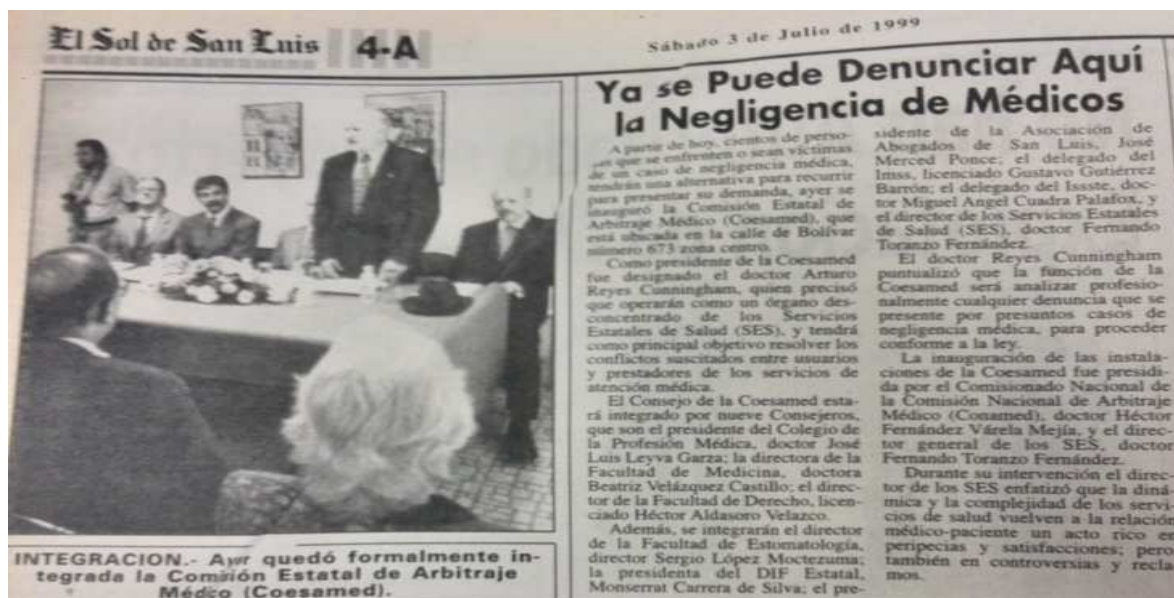 El Sol de San Luis
4-A
Sábado 3 de Julio de 1999
Ya se Puede Denunciar Aquí
la Negligencia de Médicos
A partir de hoy, cientos de perso-
nas que se enfrenten o sean víctimas
de un caso de negligencia médica,
tendrán una alternativa para recurrir
para presentar su demanda, ayer se
inauguró la Comisión Estatal de
Arbitraje Médico (Coesamed), que
está ubicada en la calle de Bolívar
número 673 zona centro.
Como presidente de la Coesamed
fue designado el doctor Arturo
Reyes Cunningham, quien precisó
que operarán como un órgano des-
concentrado de los Servicios
Estatales de Salud (SES), y tendrá
como principal objetivo resolver los
conflictos suscitados entre usuarios
y prestadores de los servicios de
atención médica.
El Consejo de la Coesamed esta-
rá integrado por nueve Consejeros,
que son el presidente del Colegio de
la Profesión Médica, doctor José
Luis Leyva Garza; la directora de la
Facultad de Medicina, doctora
Beatriz Velázquez Castillo; el direc-
tor de la Facultad de Derecho, licen-
ciado Héctor Aldasoro Velazco.
Además, se integrarán el director
de la Facultad de Estomatología,
director Sergio López Moctezuma;
la presidenta del DIF Estatal,
Monserrat Carrera de Silva; el pre-
sidente de la Asociación de
Abogados de San Luis, José
Merced Ponce; el delegado del
Imss, licenciado Gustavo Gutiérrez
Barrón; el delegado del Issste, doc-
tor Miguel Angel Cuadra Palafox, y
el director de los Servicios Estatales
de Salud (SES), doctor Fernando
Toranzo Fernández.
El doctor Reyes Cunningham
puntualizó que la función de la
Coesamed será analizar profesio-
nalmente cualquier denuncia que se
presente por presuntos casos de
negligencia médica, para proceder
conforme a la ley.
La inauguración de las instala-
ciones de la Coesamed fue presidi-
da por el Comisionado Nacional de
la Comisión Nacional de Arbitraje
Médico (Conamed), doctor Héctor
Fernández Várela Mejía, y el direc-
tor general de los SES, doctor
Fernando Toranzo Fernández.
Durante su intervención el direc-
tor de los SES enfatizó que la diná-
mica y la complejidad de los servi-
cios de salud vuelven a la relación
médico-paciente un acto rico en
peripecias y satisfacciones; pero
también en controversias y recla
mos.
INTEGRACION.- Ayer quedó formalmente in-
tegrada la Comisión Estatal de Arbitraje
Médico (Coesamed).